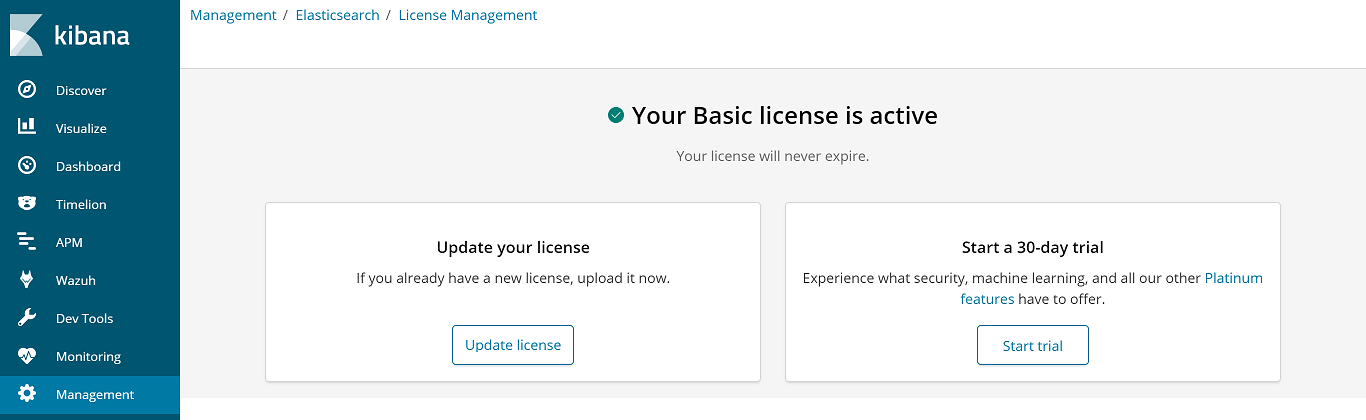 kibana
Discover
Visualize
Dashboard
Timelion
APM
Wazuh
Dev Tools
Monitoring
Management
Management / Elasticsearch / License Management
Your Basic license is active
Your license will never expire.
Update your license
If you already have a new license, upload it now.
Update license
Start a 30-day trial
Experience what security, machine learning, and all our other Platinum
features have to offer.
Start trial